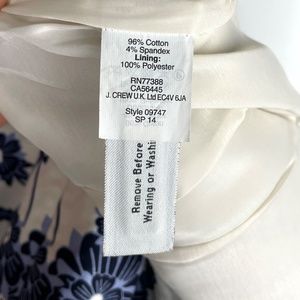 96% Cotton
4% Spandex
Lining:
100% Polyester
RN77388
CA56445
J. CREW U.K. Ltd EC4V 6JA
Style 09747
SP 14
Remove Before
Wearing or Washi